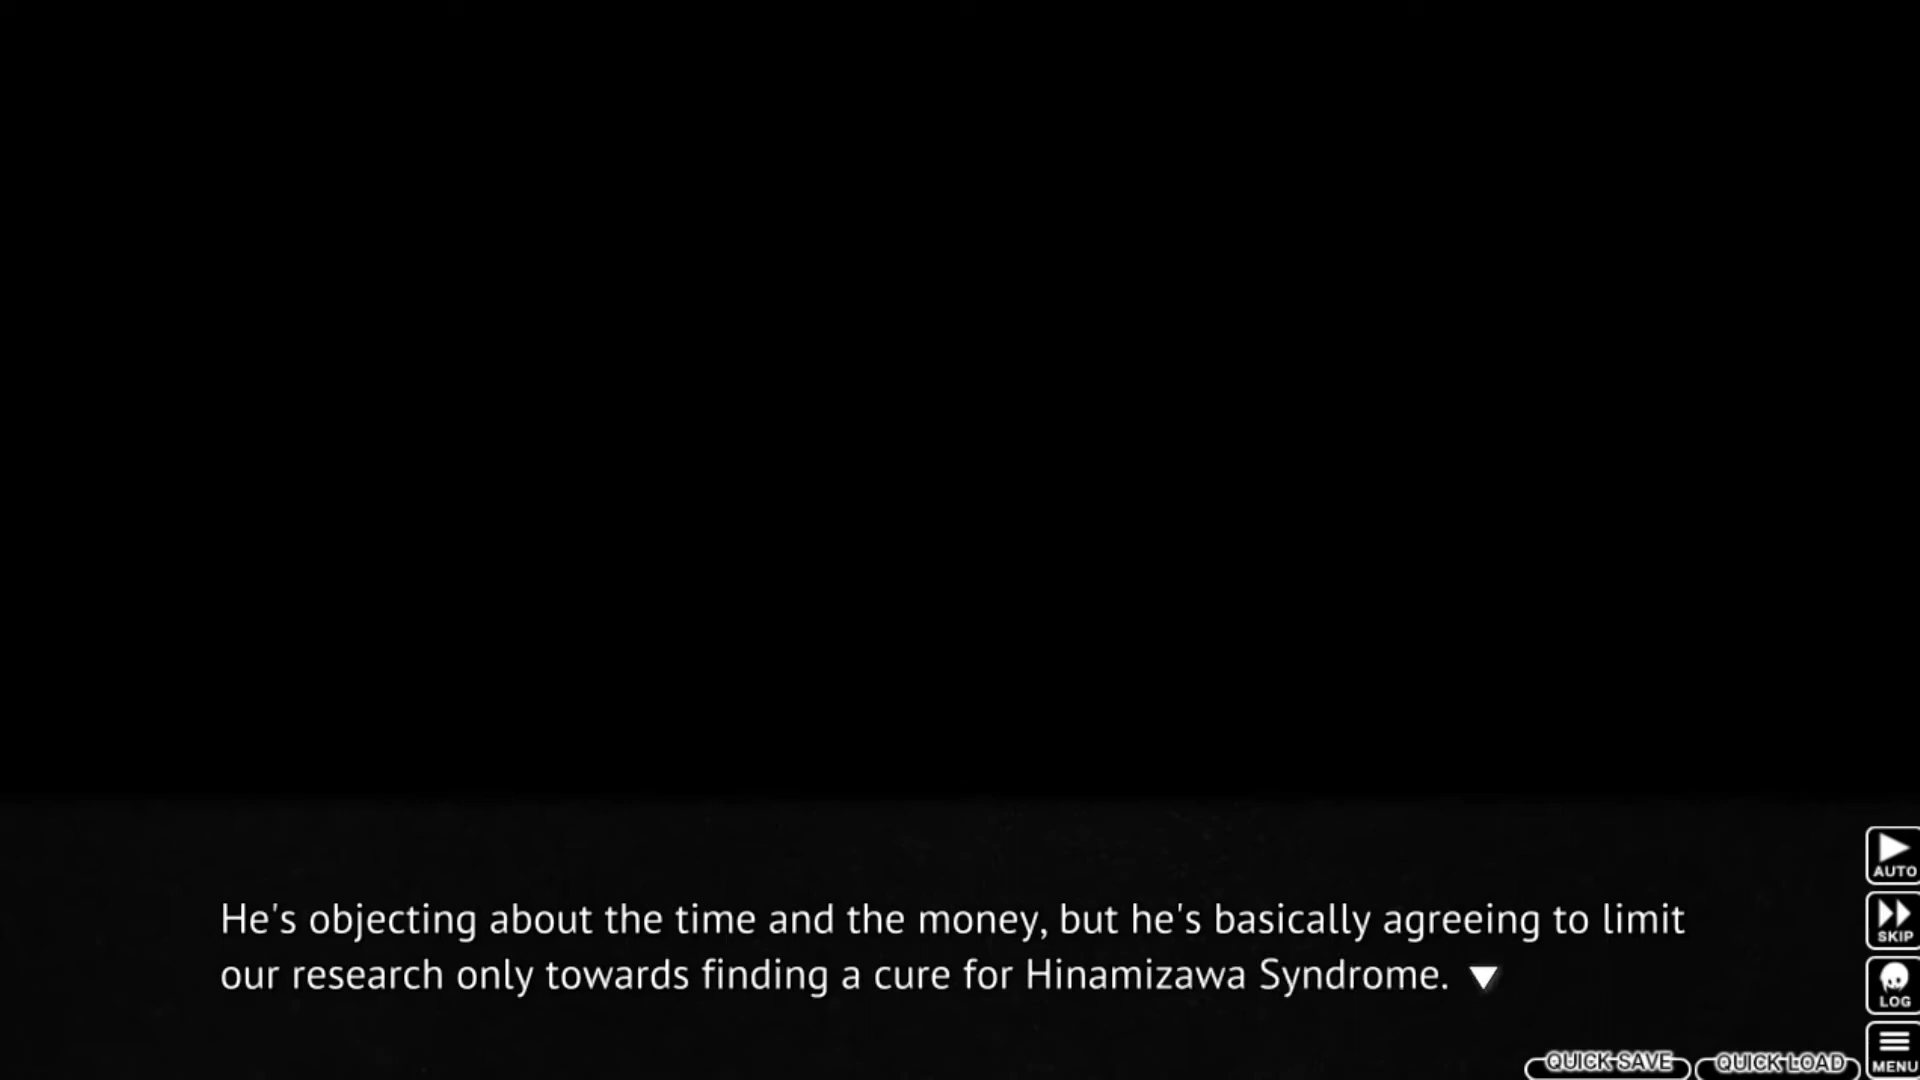 He's objecting about the time and the money, but he's basically agreeing to limit
our research only towards finding a cure for Hinamizawa Syndrome.
AUTO
SKIP
LOG
MENU
QUICK SAVE
QUICK LOAD